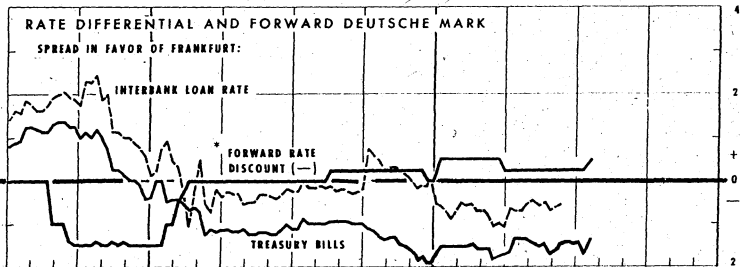 RATE DIFFERENTIAL AND FORWARD DEUTSCHE MARK
4
SPREAD IN FAVOR OF FRANKFURT:
INTERBANK LOAN RATE
2
* FORWARD RATE
DISCOUNT (—)
+
0
—
TREASURY BILLS
2